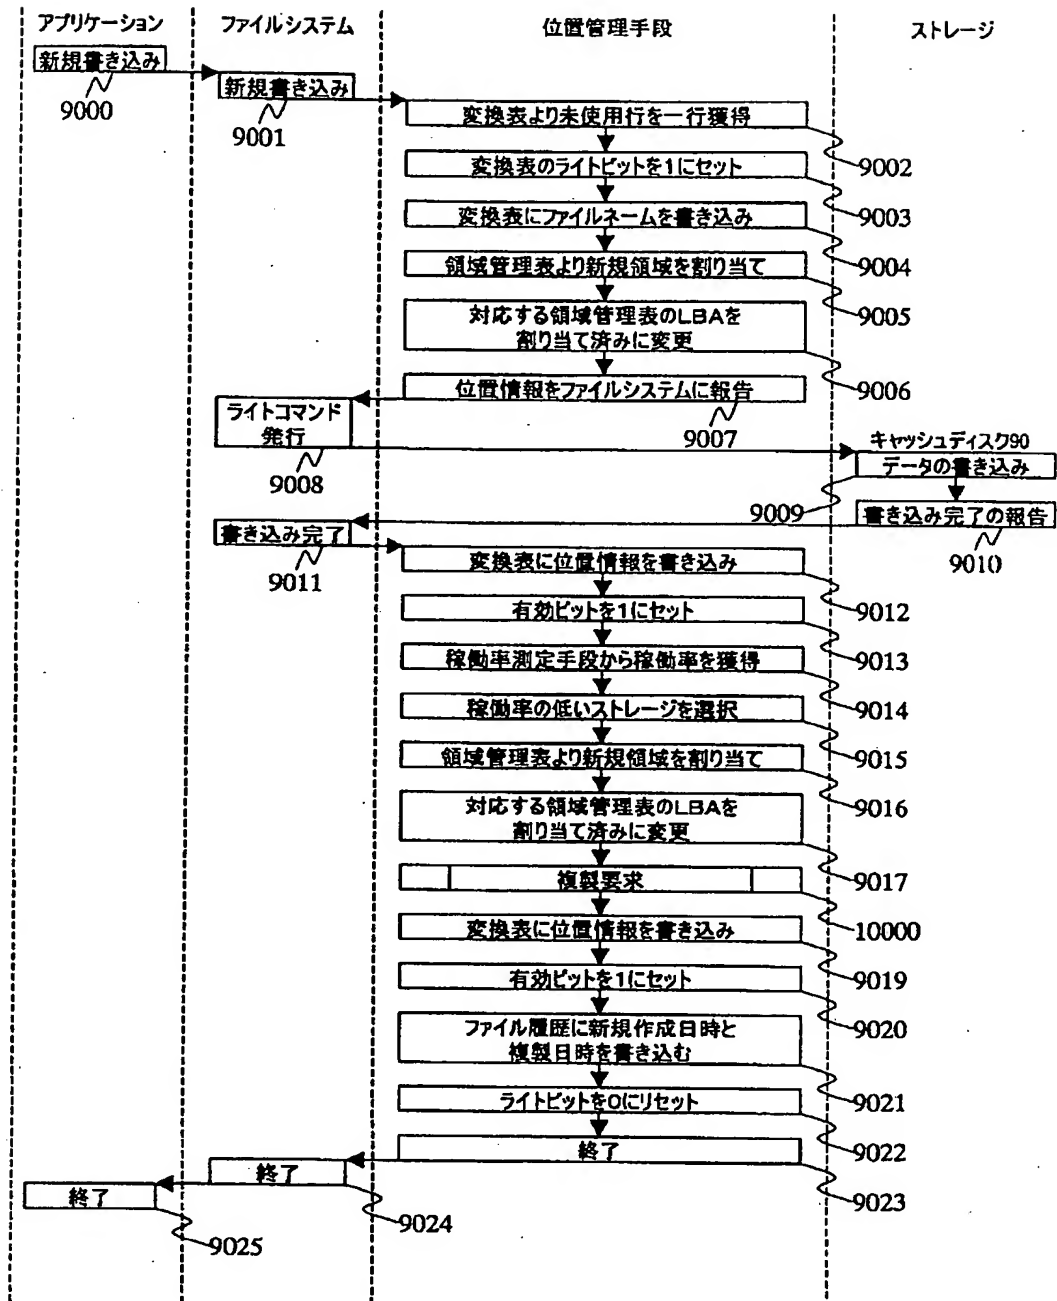 アプリケーション
ファイルシステム
位置管理手段
ストレージ
新規書き込み
9000
新規書き込み
9001
変換表より未使用行を一行獲得
9002
変換表のライトビットを1にセット
9003
変換表にファイルネームを書き込み
9004
領域管理表より新規領域を割り当て
9005
対応する領域管理表のLBAを
割り当て済みに変更
9006
位置情報をファイルシステムに報告
9007
ライトコマンド
発行
9008
キャッシュディスク90
データの書き込み
9009
書き込み完了の報告
9010
書き込み完了
9011
変換表に位置情報を書き込み
9012
有効ビットを1にセット
9013
稼働率測定手段から稼働率を獲得
9014
稼働率の低いストレージを選択
9015
領域管理表より新規領域を割り当て
9016
対応する領域管理表のLBAを
割り当て済みに変更
9017
複製要求
10000
変換表に位置情報を書き込み
9019
有効ビットを1にセット
9020
ファイル履歴に新規作成日時と
複製日時を書き込む
9021
ライトビットを0にリセット
9022
終了
9023
終了
9024
終了
9025